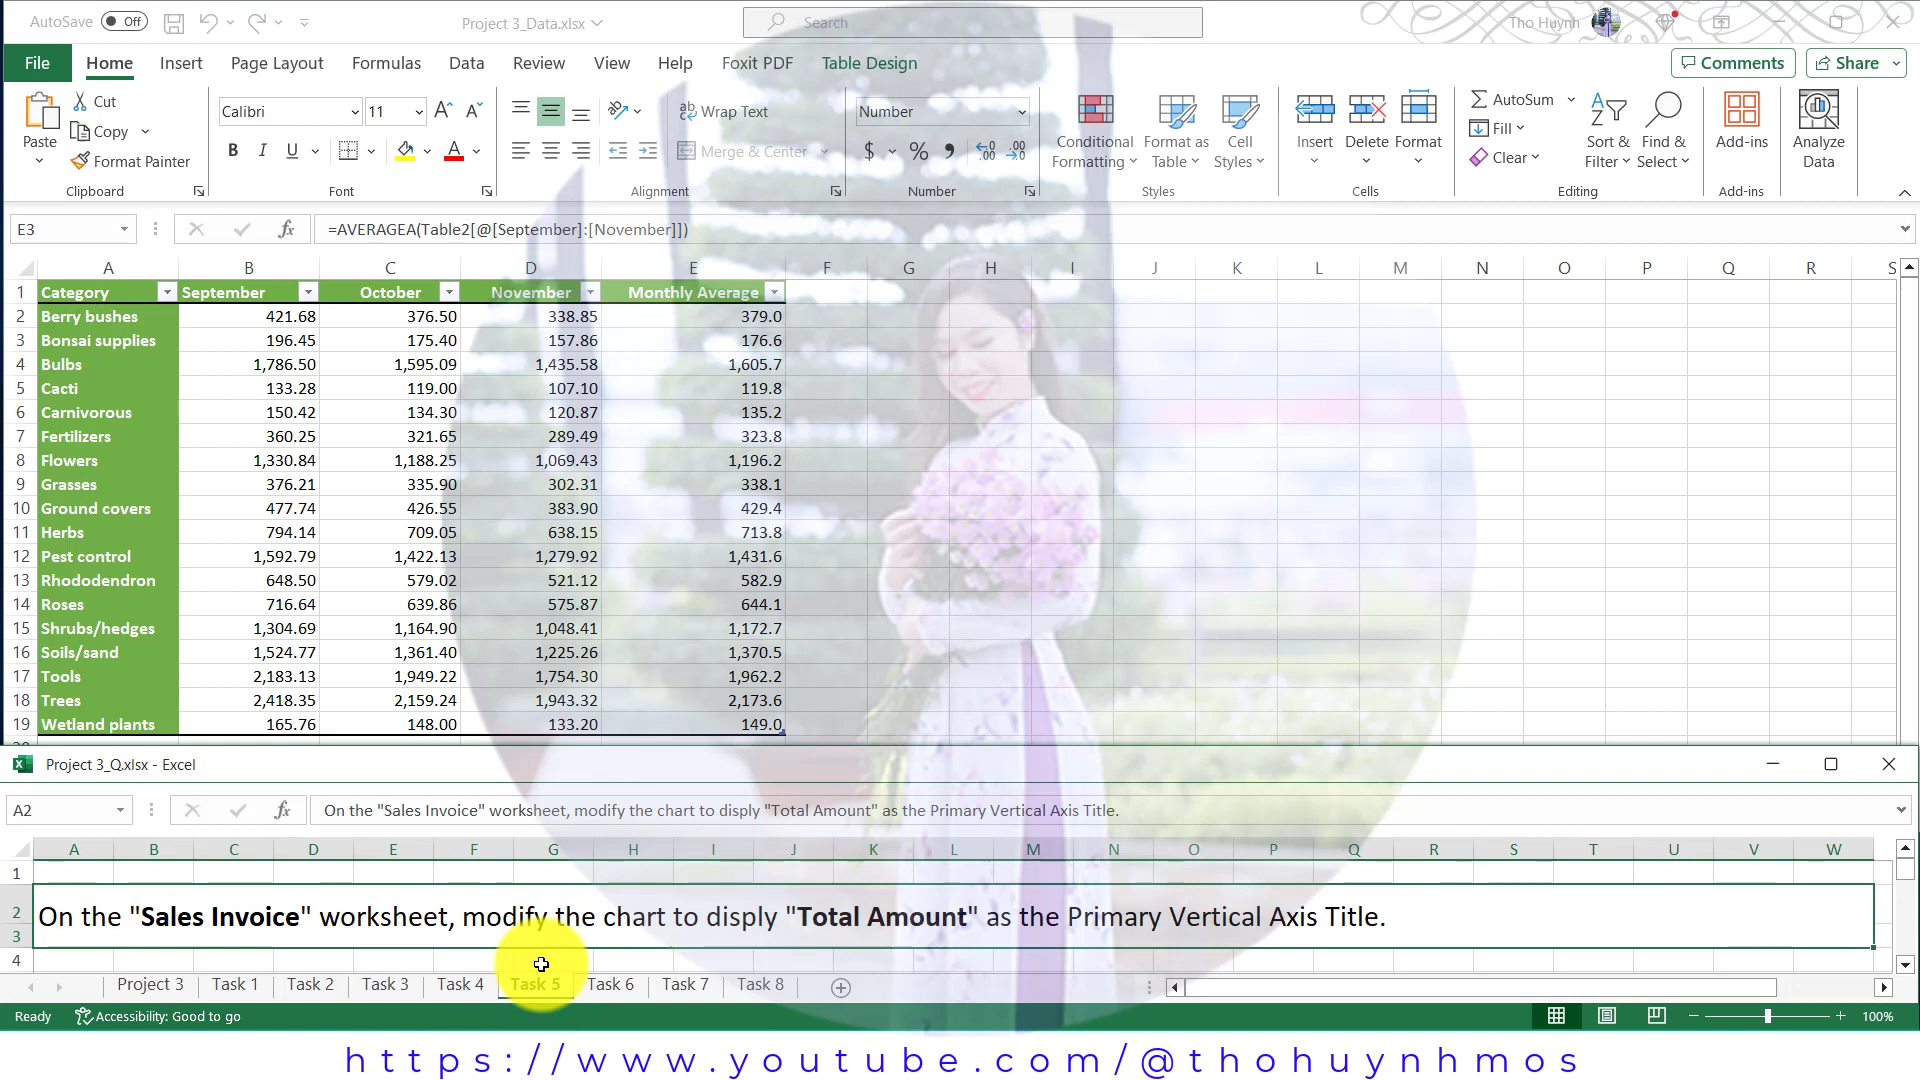 AutoSave Off Project 3_Data.xlsx Search Tho Huynh
File Home Insert Page Layout Formulas Data Review View Help Foxit PDF Table Design Comments Share
Paste Cut Copy Format Painter Clipboard
Calibri 11 B I U A Font
Wrap Text Merge & Center Alignment
Number $ % Number
Conditional Formatting Format as Table Cell Styles Styles
Insert Delete Format Cells
AutoSum Fill Clear Sort & Filter Find & Select Editing
Add-ins Add-ins Analyze Data
E3 fx =AVERAGEA(Table2[@[September]:[November]])
A B C D E F G H I J K L M N O P Q R S
1 Category September October November Monthly Average
2 Berry bushes 421.68 376.50 338.85 379.0
3 Bonsai supplies 196.45 175.40 157.86 176.6
4 Bulbs 1,786.50 1,595.09 1,435.58 1,605.7
5 Cacti 133.28 119.00 107.10 119.8
6 Carnivorous 150.42 134.30 120.87 135.2
7 Fertilizers 360.25 321.65 289.49 323.8
8 Flowers 1,330.84 1,188.25 1,069.43 1,196.2
9 Grasses 376.21 335.90 302.31 338.1
10 Ground covers 477.74 426.55 383.90 429.4
11 Herbs 794.14 709.05 638.15 713.8
12 Pest control 1,592.79 1,422.13 1,279.92 1,431.6
13 Rhododendron 648.50 579.02 521.12 582.9
14 Roses 716.64 639.86 575.87 644.1
15 Shrubs/hedges 1,304.69 1,164.90 1,048.41 1,172.7
16 Soils/sand 1,524.77 1,361.40 1,225.26 1,370.5
17 Tools 2,183.13 1,949.22 1,754.30 1,962.2
18 Trees 2,418.35 2,159.24 1,943.32 2,173.6
19 Wetland plants 165.76 148.00 133.20 149.0
Project 3_Q.xlsx - Excel
A2 fx On the "Sales Invoice" worksheet, modify the chart to disply "Total Amount" as the Primary Vertical Axis Title.
A B C D E F G H I J K L M N O P Q R S T U V W
1
2 On the "Sales Invoice" worksheet, modify the chart to disply "Total Amount" as the Primary Vertical Axis Title.
3
4
Project 3 Task 1 Task 2 Task 3 Task 4 Task 5 Task 6 Task 7 Task 8
Ready Accessibility: Good to go 100%
https://www.youtube.com/@thohuynhmos